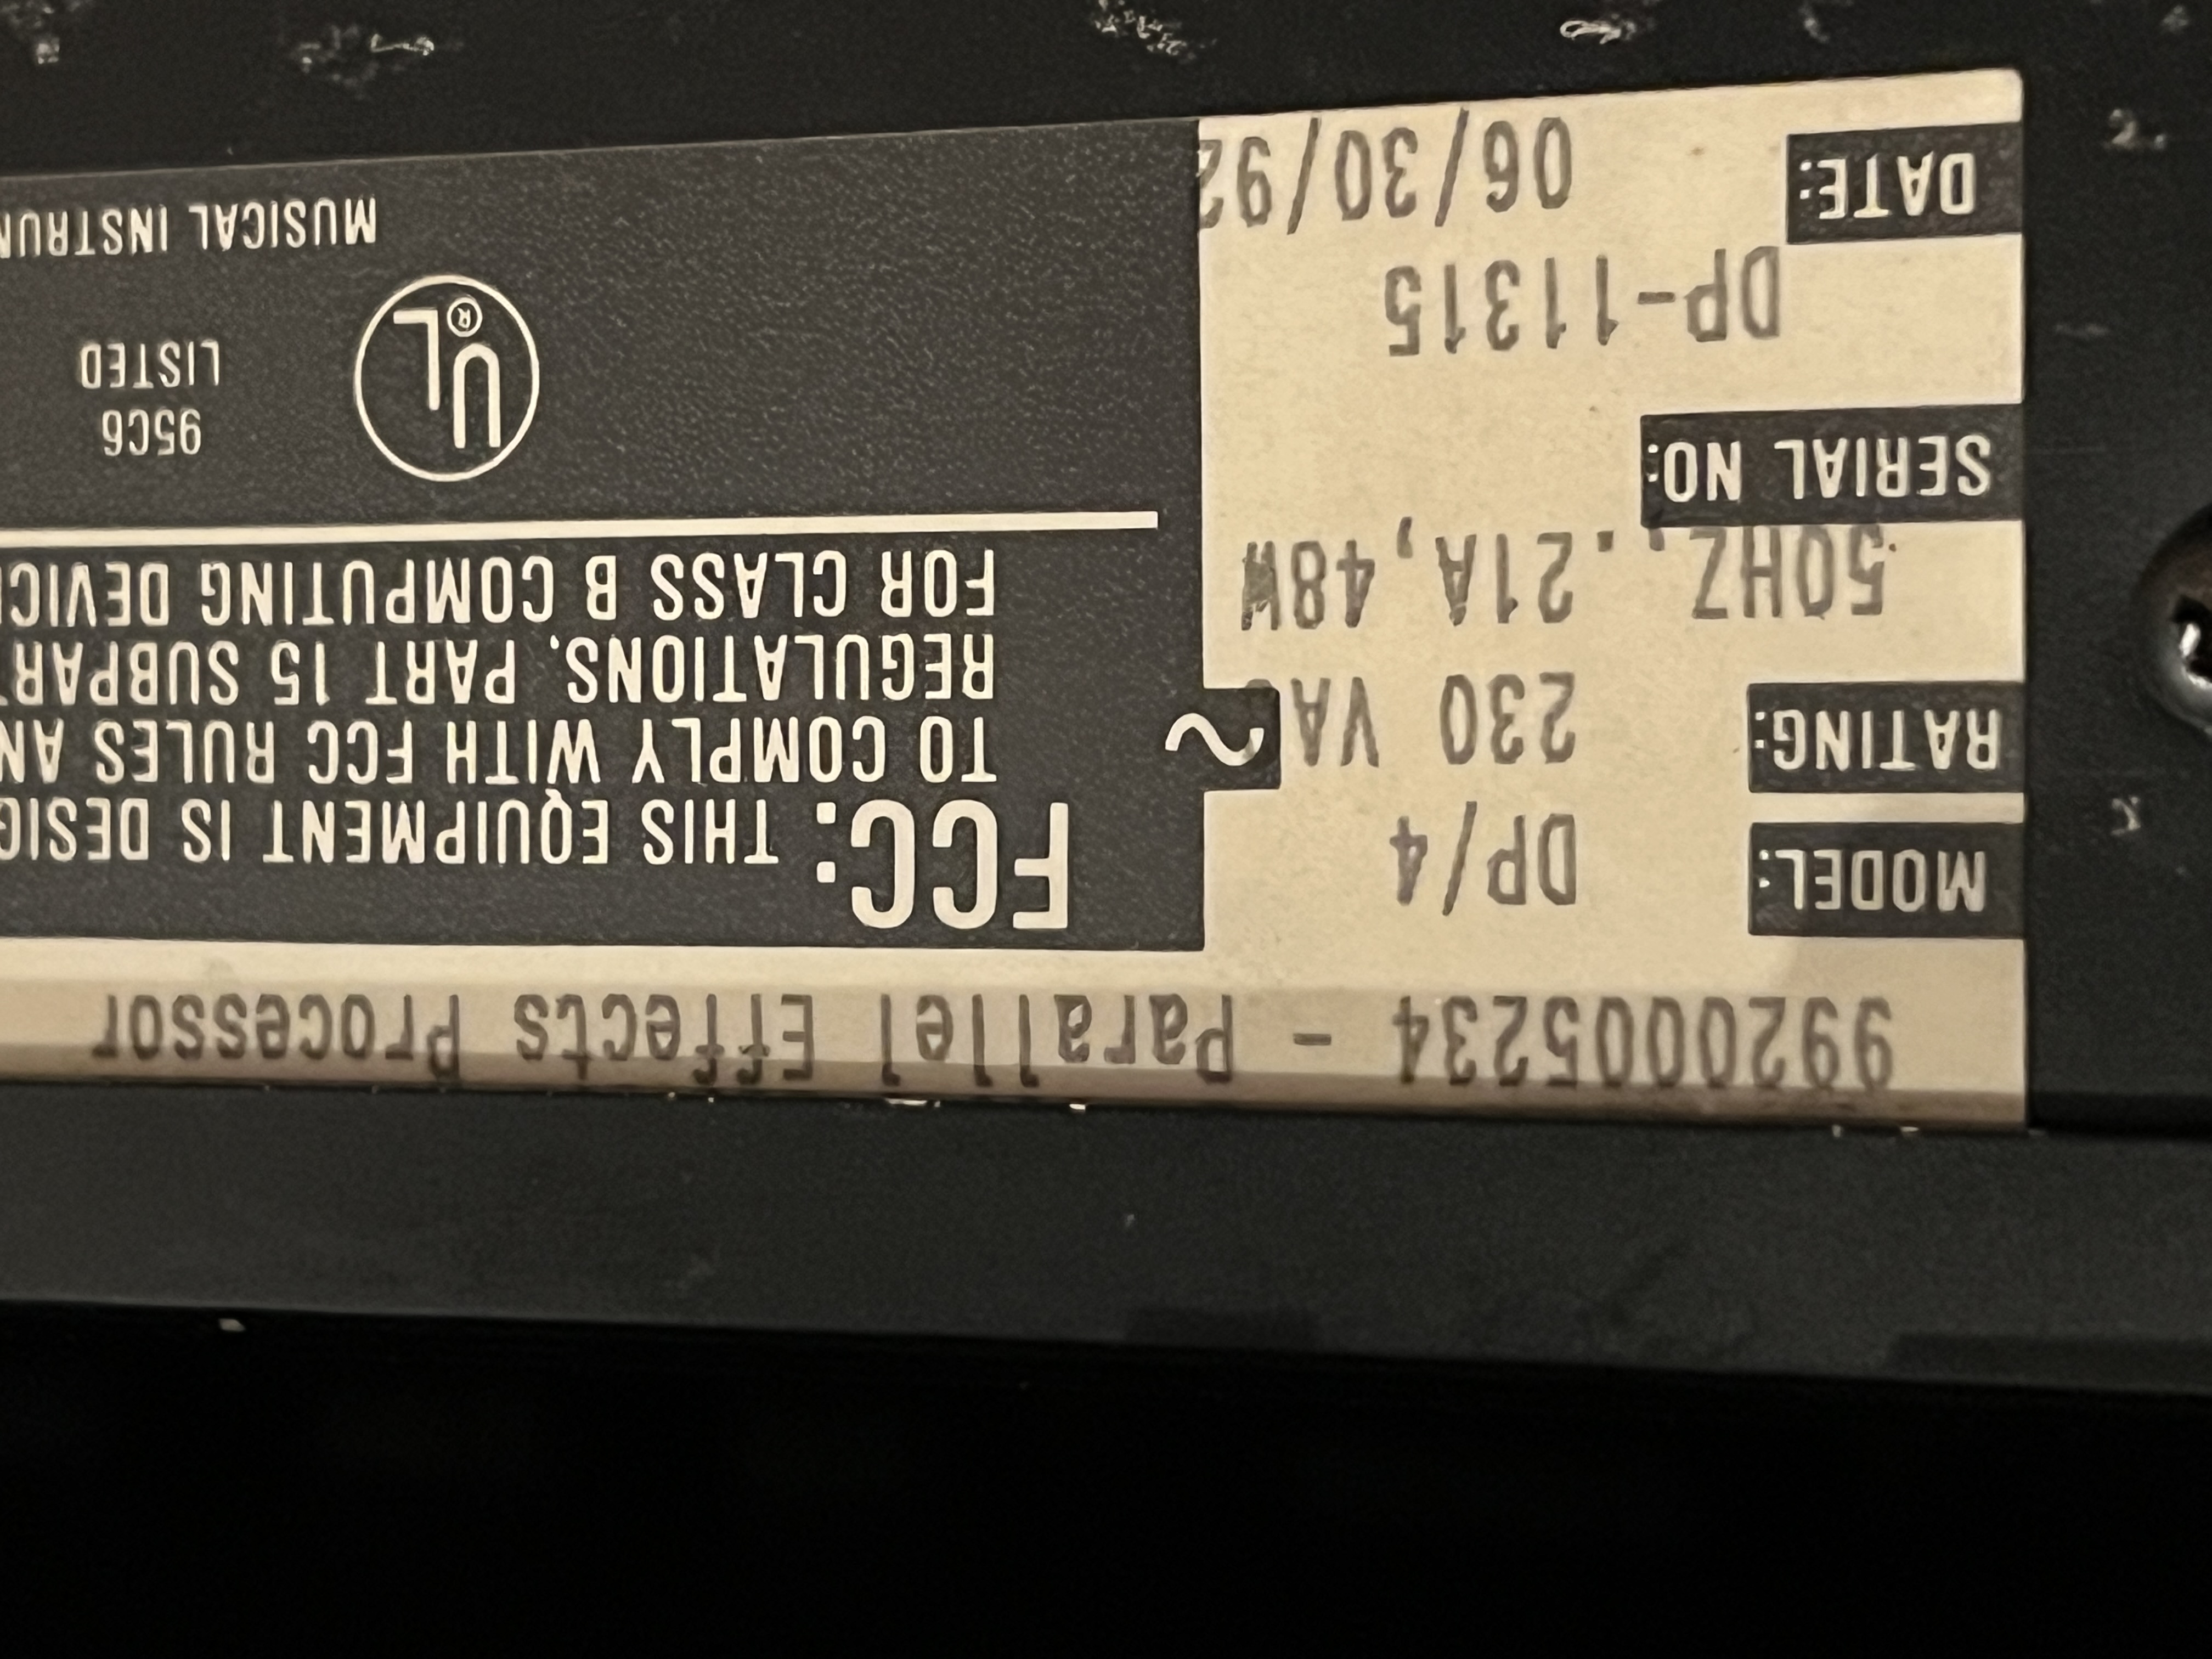 9920005234 - Parallel Effects Processor
MODEL: DP/4
RATING: 230 VAC ~
50HZ, .21A, 48W
SERIAL NO:
DP-11315
DATE: 06/30/92
FCC: THIS EQUIPMENT IS DESIG
TO COMPLY WITH FCC RULES AN
REGULATIONS, PART 15 SUBPART
FOR CLASS B COMPUTING DEVIC
UL®
95C6
LISTED
MUSICAL INSTRUM